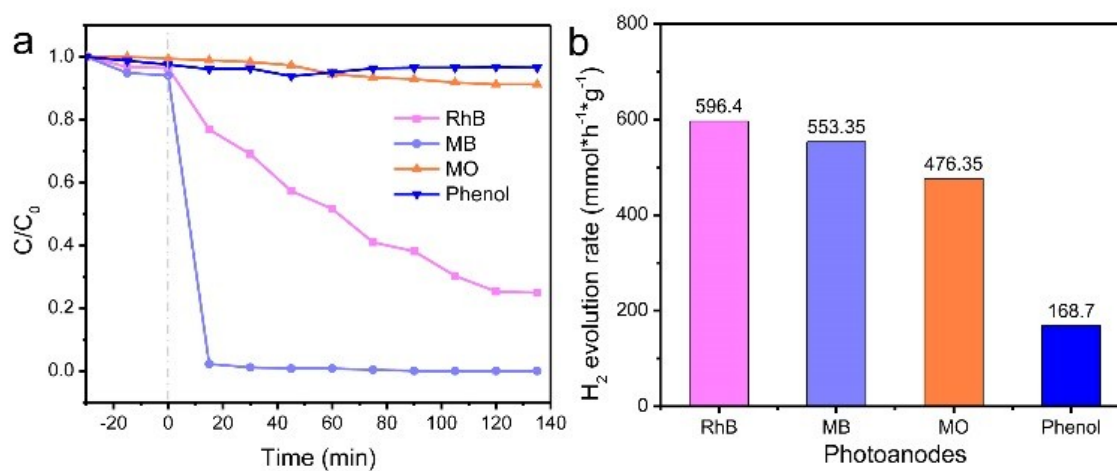 a
1.0
0.8
0.6
0.4
0.2
0.0
C/C0
RhB
MB
MO
Phenol
-20 0 20 40 60 80 100 120 140
Time (min)
b
800
600
400
200
0
H2 evolution rate (mmol*h-1*g-1)
596.4
553.35
476.35
168.7
RhB MB MO Phenol
Photoanodes